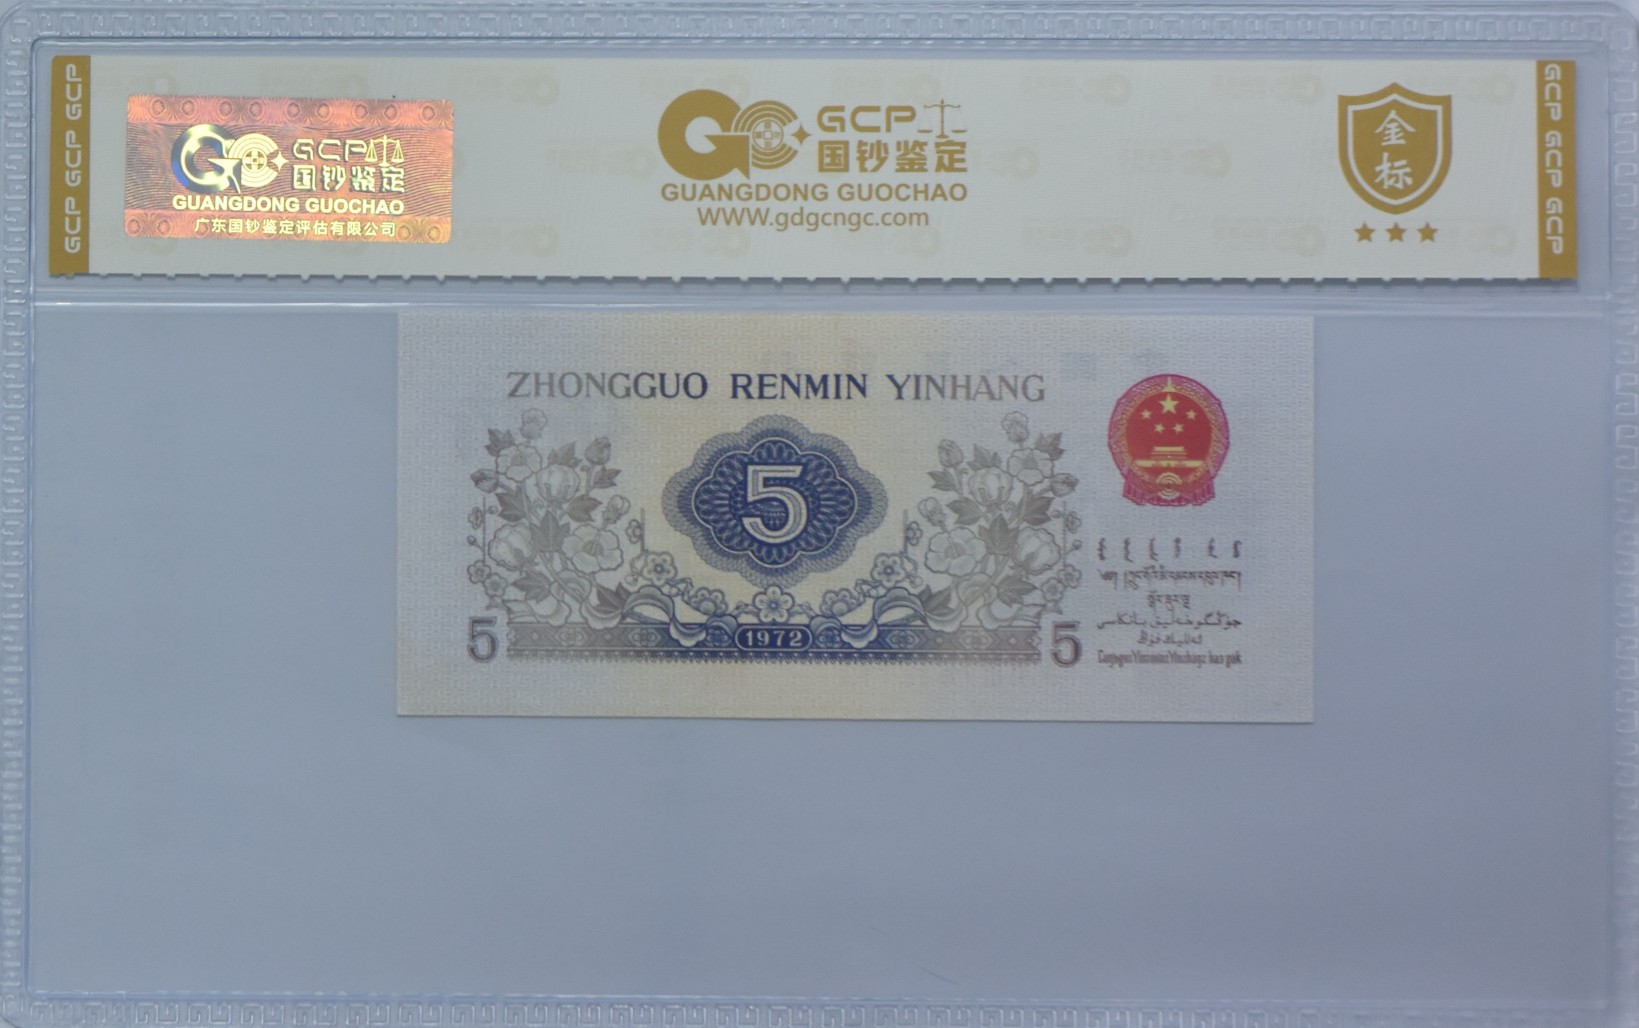 GCP GCP GCP
GCP 国钞鉴定
GUANGDONG GUOCHAO
广东国钞鉴定评估有限公司
GCP
国钞鉴定
GUANGDONG GUOCHAO
WWW.gdgcngc.com
金标
GCP GCP GCP
ZHONGGUO RENMIN YINHANG
5
1972
5
5